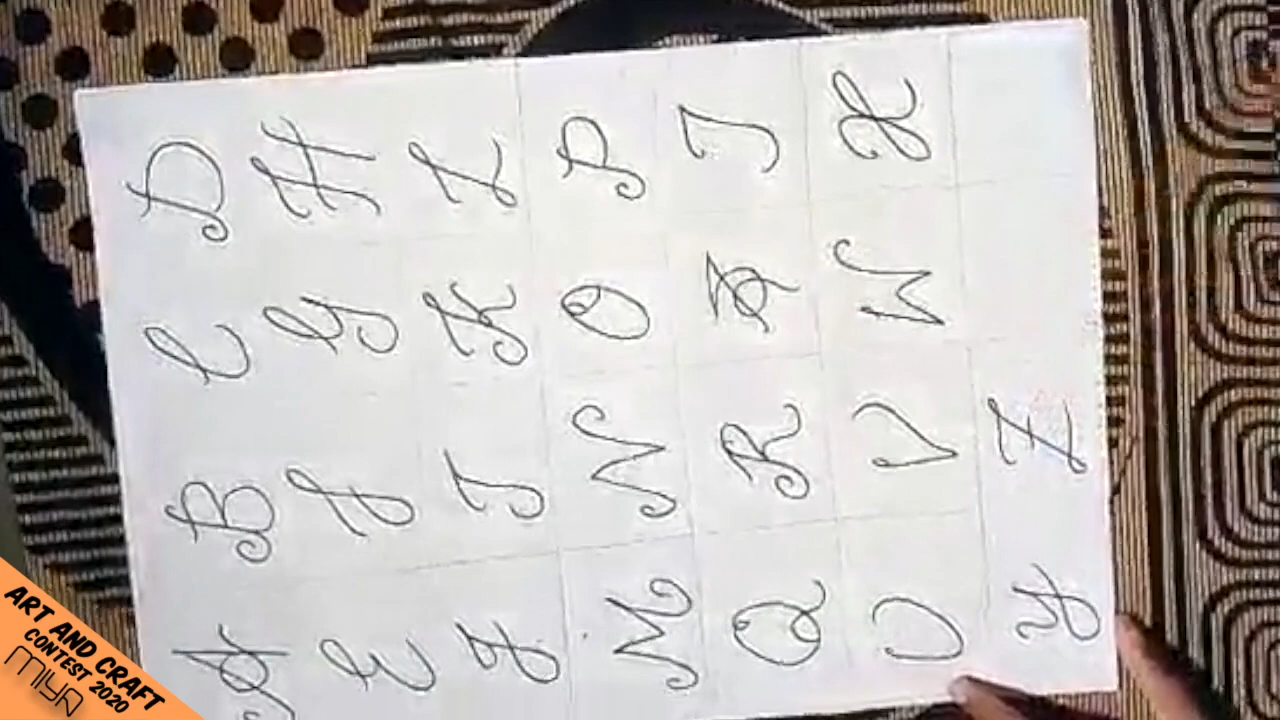 A B C D
E F G H
I J K L
M N O P
Q R S T
U V W X
Y Z
ART AND CRAFT
CONTEST 2020
MIYA